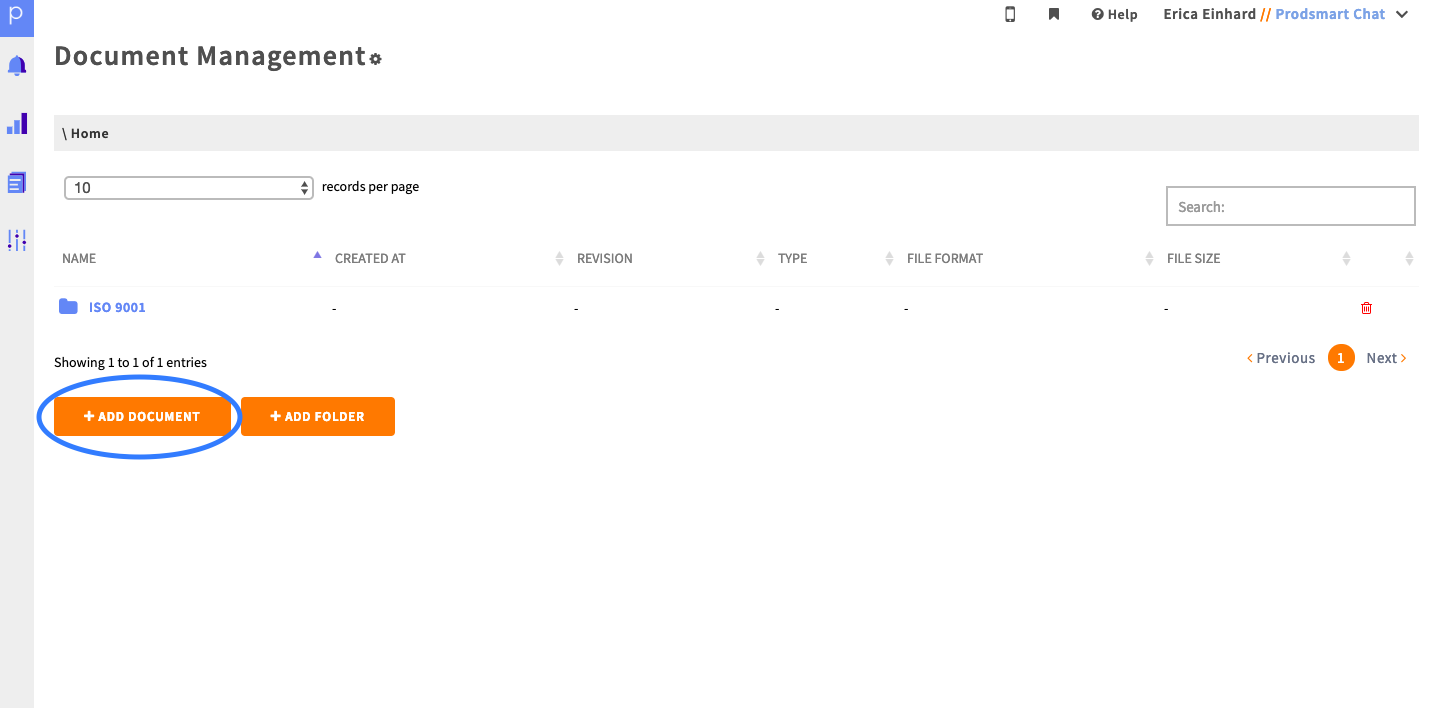 p
Help
Erica Einhard // Prodsmart Chat
Document Management
\ Home
10
records per page
Search:
NAME CREATED AT REVISION TYPE FILE FORMAT FILE SIZE
ISO 9001 - - - - -
Showing 1 to 1 of 1 entries
‹ Previous 1 Next ›
+ ADD DOCUMENT
+ ADD FOLDER